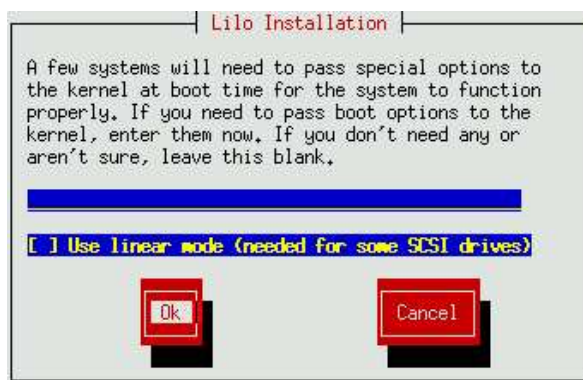 Lilo Installation
A few systems will need to pass special options to
the kernel at boot time for the system to function
properly. If you need to pass boot options to the
kernel, enter them now. If you don't need any or
aren't sure, leave this blank.
[ ] Use linear mode (needed for some SCSI drives)
Ok Cancel